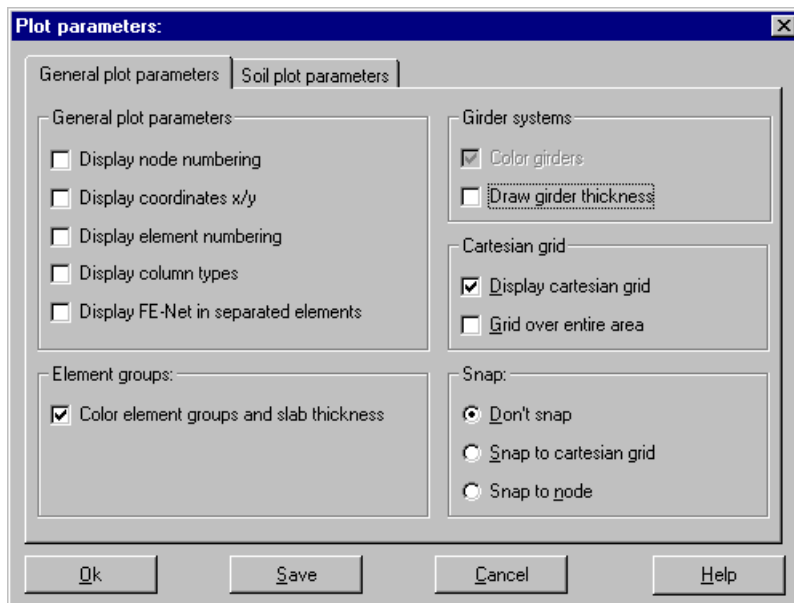 Plot parameters:
General plot parameters
Soil plot parameters
General plot parameters
Display node numbering
Display coordinates x/y
Display element numbering
Display column types
Display FE-Net in separated elements
Element groups:
Color element groups and slab thickness
Girder systems
Color girders
Draw girder thickness
Cartesian grid
Display cartesian grid
Grid over entire area
Snap:
Don't snap
Snap to cartesian grid
Snap to node
Ok
Save
Cancel
Help